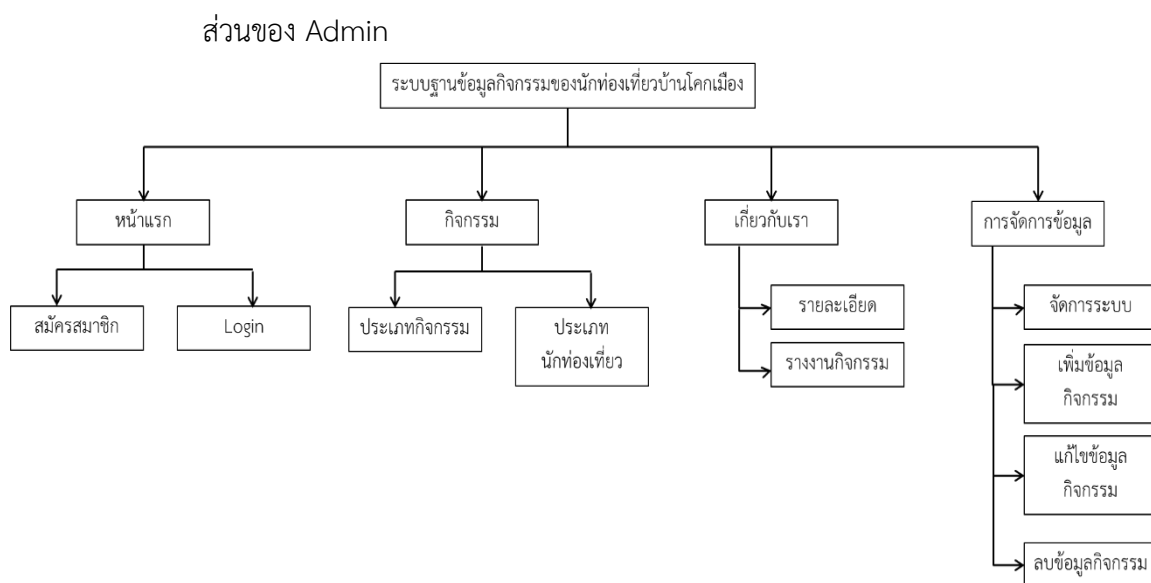 ส่วนของ Admin
ระบบฐานข้อมูลกิจกรรมของนักท่องเที่ยวบ้านโคกเมือง
หน้าแรก
กิจกรรม
เกี่ยวกับเรา
การจัดการข้อมูล
สมัครสมาชิก
Login
ประเภทกิจกรรม
ประเภท
นักท่องเที่ยว
รายละเอียด
รางงานกิจกรรม
จัดการระบบ
เพิ่มข้อมูล
กิจกรรม
แก้ไขข้อมูล
กิจกรรม
ลบข้อมูลกิจกรรม